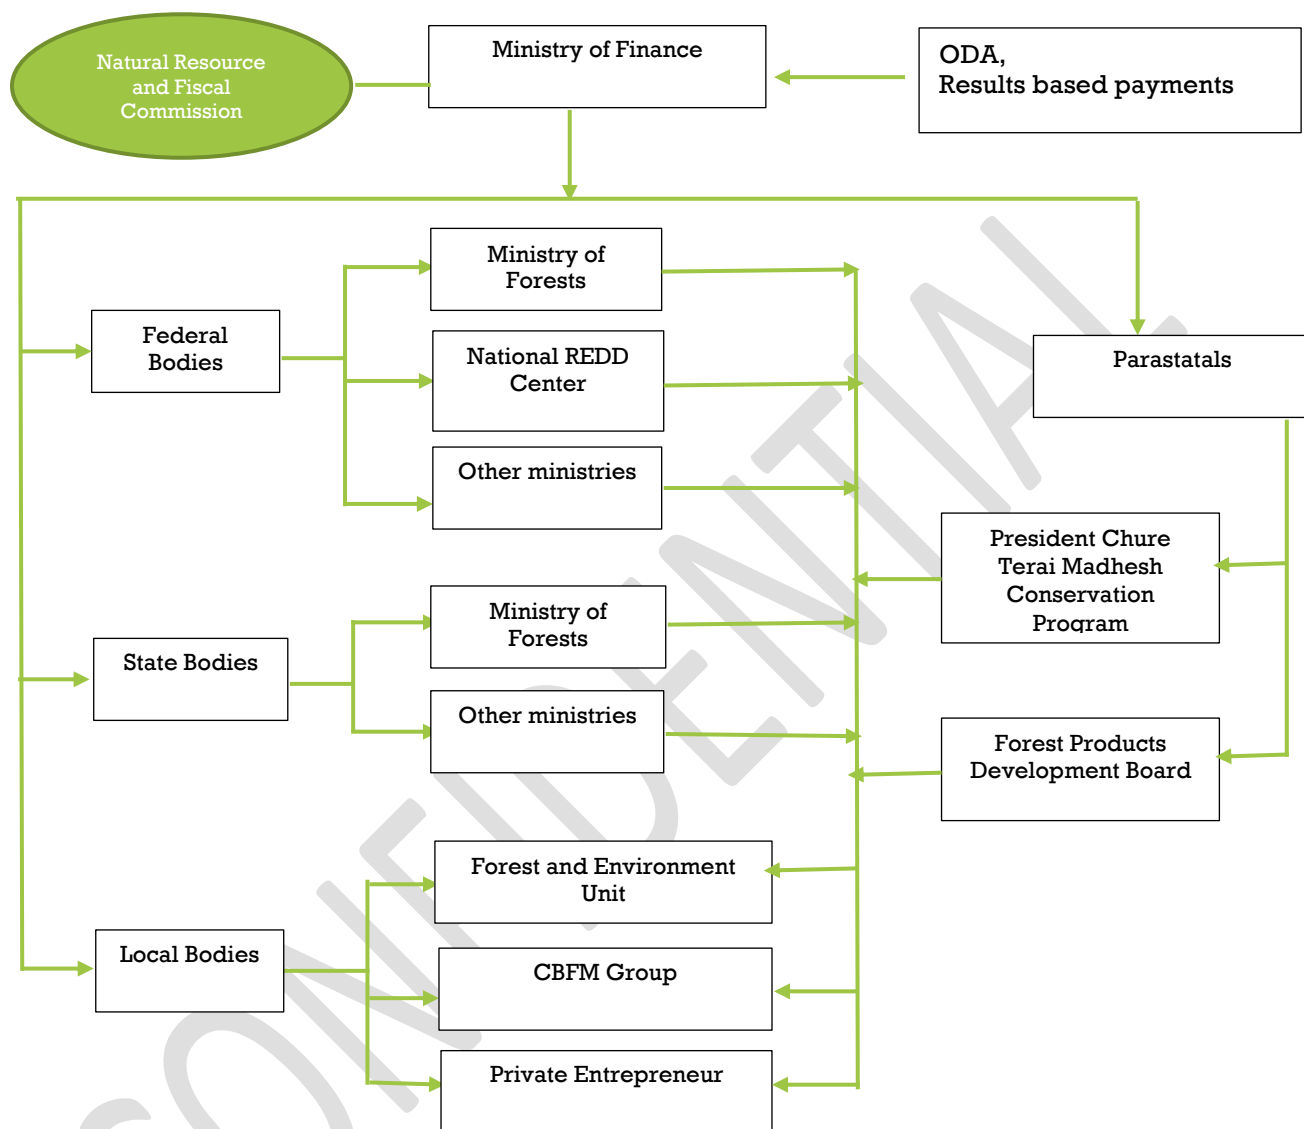 Natural Resource
and Fiscal
Commission
Ministry of Finance
ODA,
Results based payments
Ministry of
Forests
Federal
Bodies
National REDD
Center
Parastatals
Other ministries
President Chure
Terai Madhesh
Conservation
Program
Ministry of
Forests
State Bodies
Other ministries
Forest Products
Development Board
Forest and Environment
Unit
Local Bodies
CBFM Group
Private Entrepreneur
CONFIDENTIAL